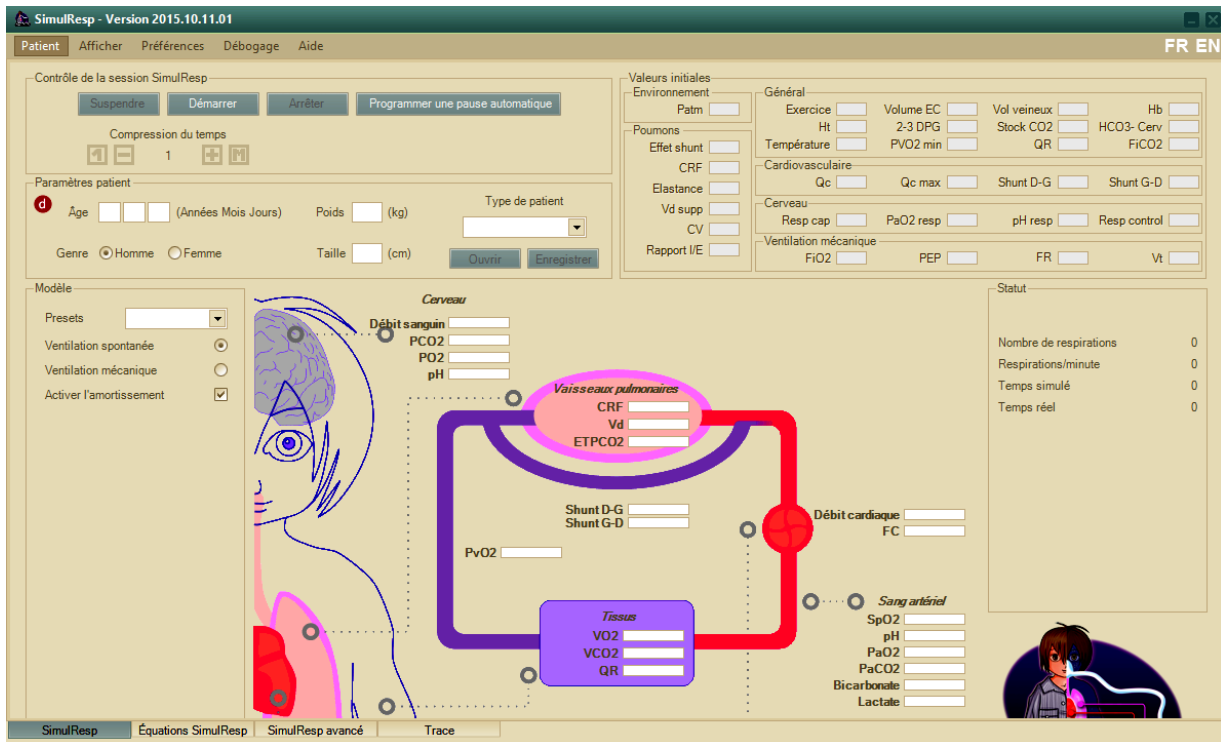 SimulResp - Version 2015.10.11.01
Patient Afficher Préférences Débogage Aide FR EN
Contrôle de la session SimulResp
Suspendre Démarrer Arrêter Programmer une pause automatique
Compression du temps
1 M
Paramètres patient
d Âge (Années Mois Jours) Poids (kg) Type de patient
Genre Homme Femme Taille (cm) Ouvrir Enregistrer
Valeurs initiales
Environnement
Patm
Poumons
Effet shunt
CRF
Elastance
Vd supp
CV
Rapport I/E
Général
Exercice Volume EC Vol veineux Hb
Ht 2-3 DPG Stock CO2 HCO3- Cerv
Température PVO2 min QR FiCO2
Cardiovasculaire
Qc Qc max Shunt D-G Shunt G-D
Cerveau
Resp cap PaO2 resp pH resp Resp control
Ventilation mécanique
FiO2 PEP FR Vt
Modèle
Presets
Ventilation spontanée
Ventilation mécanique
Activer l'amortissement
Cerveau
Débit sanguin
PCO2
PO2
pH
Vaisseaux pulmonaires
CRF
Vd
ETPCO2
Shunt D-G
Shunt G-D
PvO2
Débit cardiaque
FC
Tissus
VO2
VCO2
QR
Sang artériel
SpO2
pH
PaO2
PaCO2
Bicarbonate
Lactate
Statut
Nombre de respirations 0
Respirations/minute 0
Temps simulé 0
Temps réel 0
SimulResp Équations SimulResp SimulResp avancé Trace